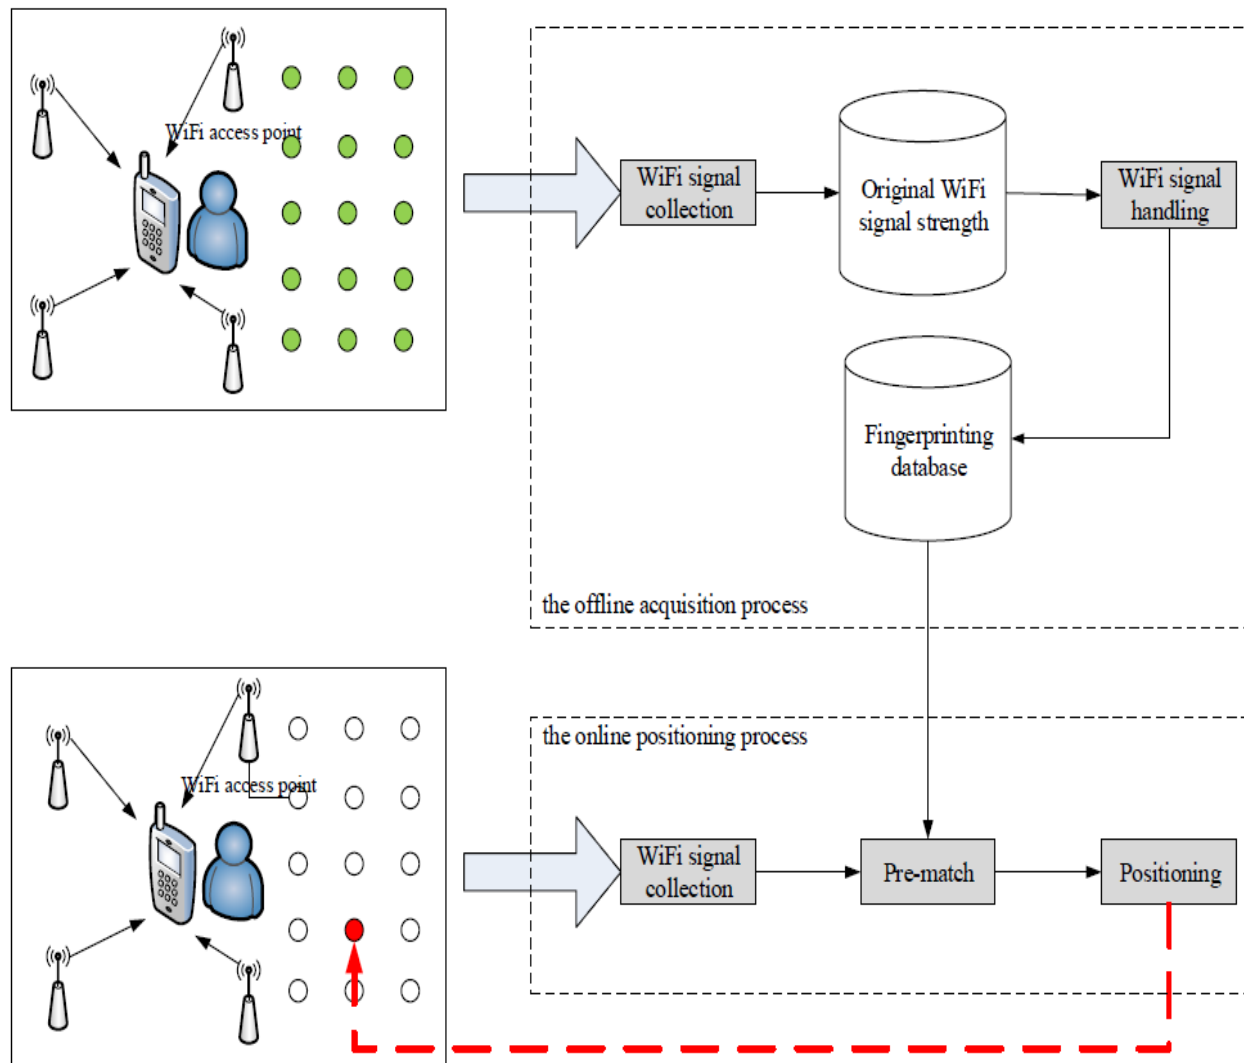 WiFi access point
WiFi signal
collection
Original WiFi
signal strength
WiFi signal
handling
Fingerprinting
database
the offline acquisition process
the online positioning process
WiFi access point
WiFi signal
collection
Pre-match
Positioning